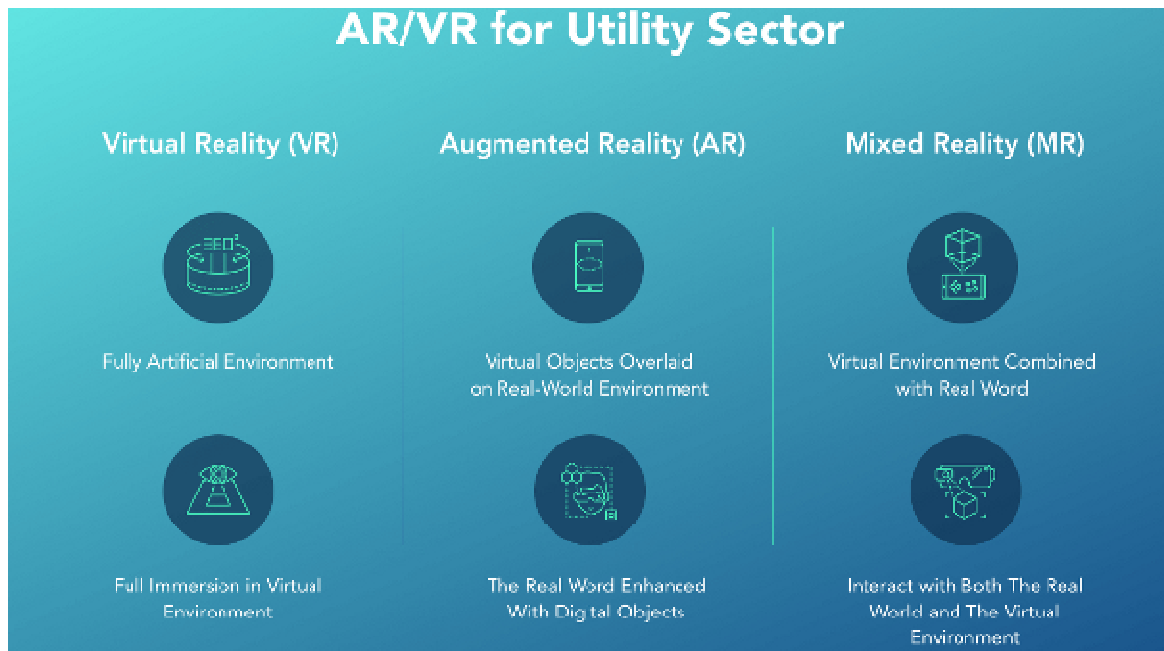 AR/VR for Utility Sector
Virtual Reality (VR)
Fully Artificial Environment
Full Immersion in Virtual
Environment
Augmented Reality (AR)
Virtual Objects Overlaid
on Real-World Environment
The Real Word Enhanced
With Digital Objects
Mixed Reality (MR)
Virtual Environment Combined
with Real Word
Interact with Both The Real
World and The Virtual
Environment